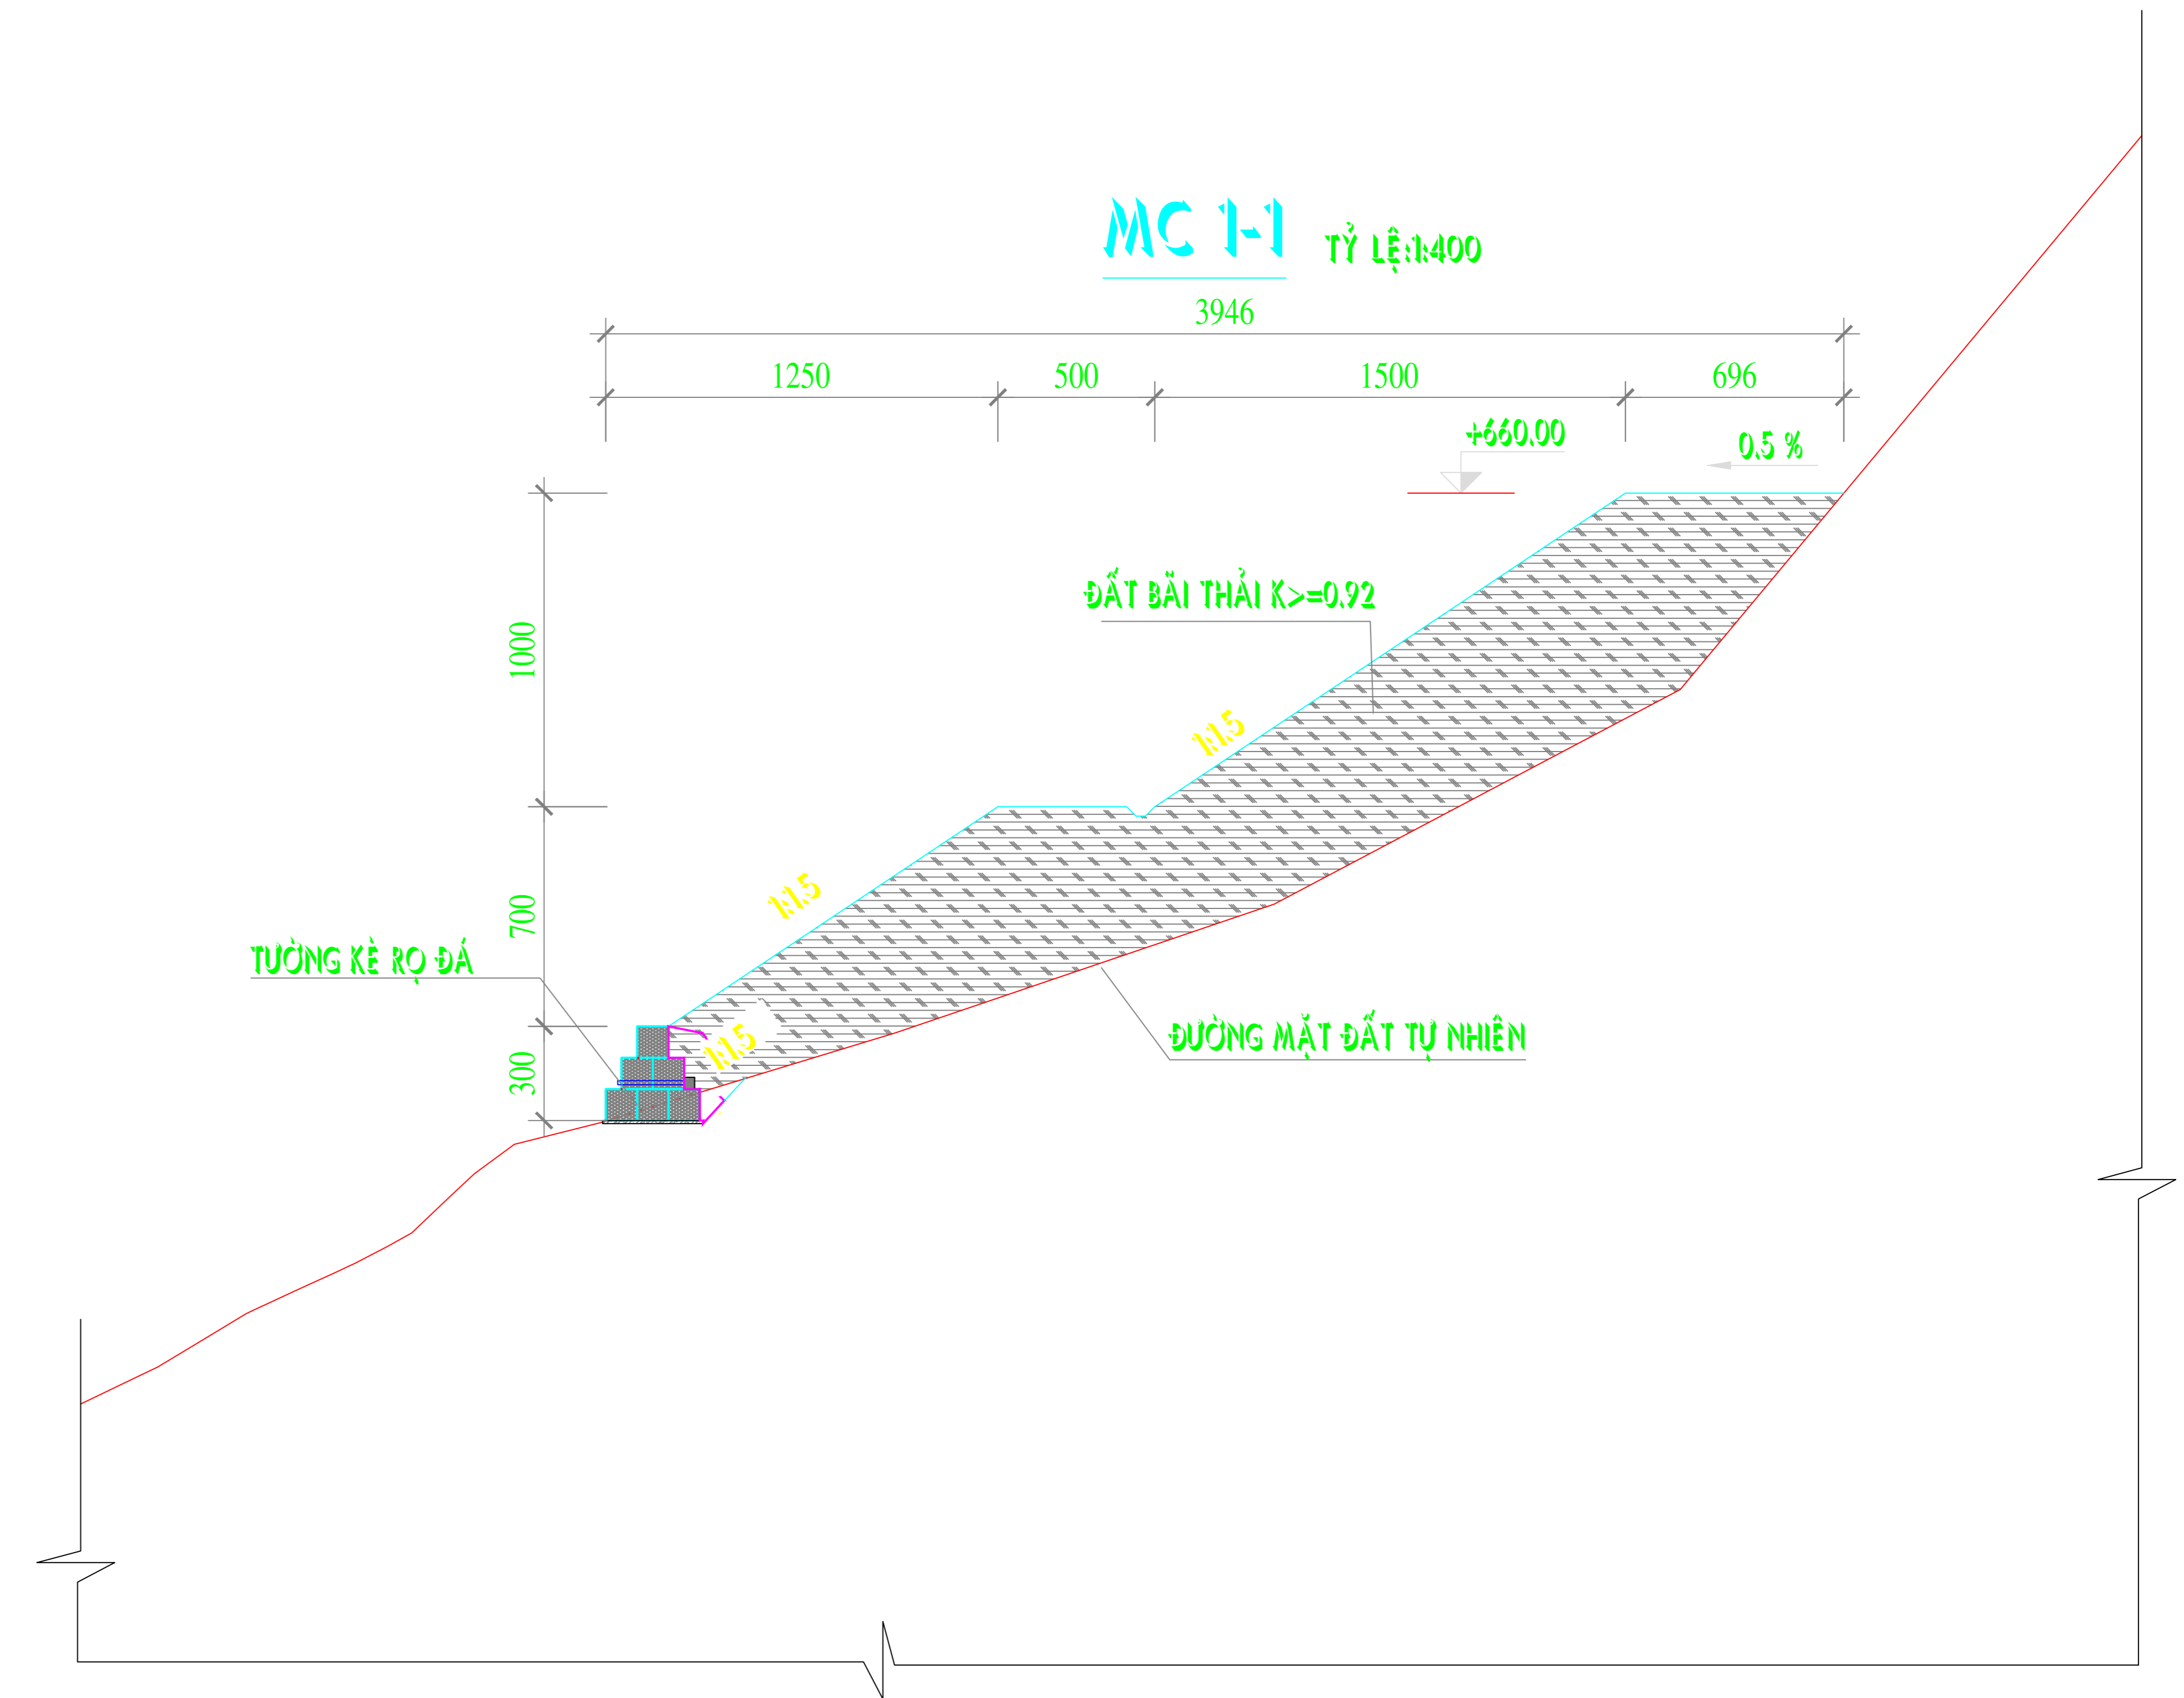 MC 1-1 TỶ LỆ:1:400
3946
1250 500 1500 696
+660.00
0.5 %
1000
ĐẤT BÃI THẢI K>=0.92
1:1.5
1:1.5
700
TƯỜNG KÈ RỌ ĐÁ
1:1.5
ĐƯỜNG MẶT ĐẤT TỰ NHIÊN
300